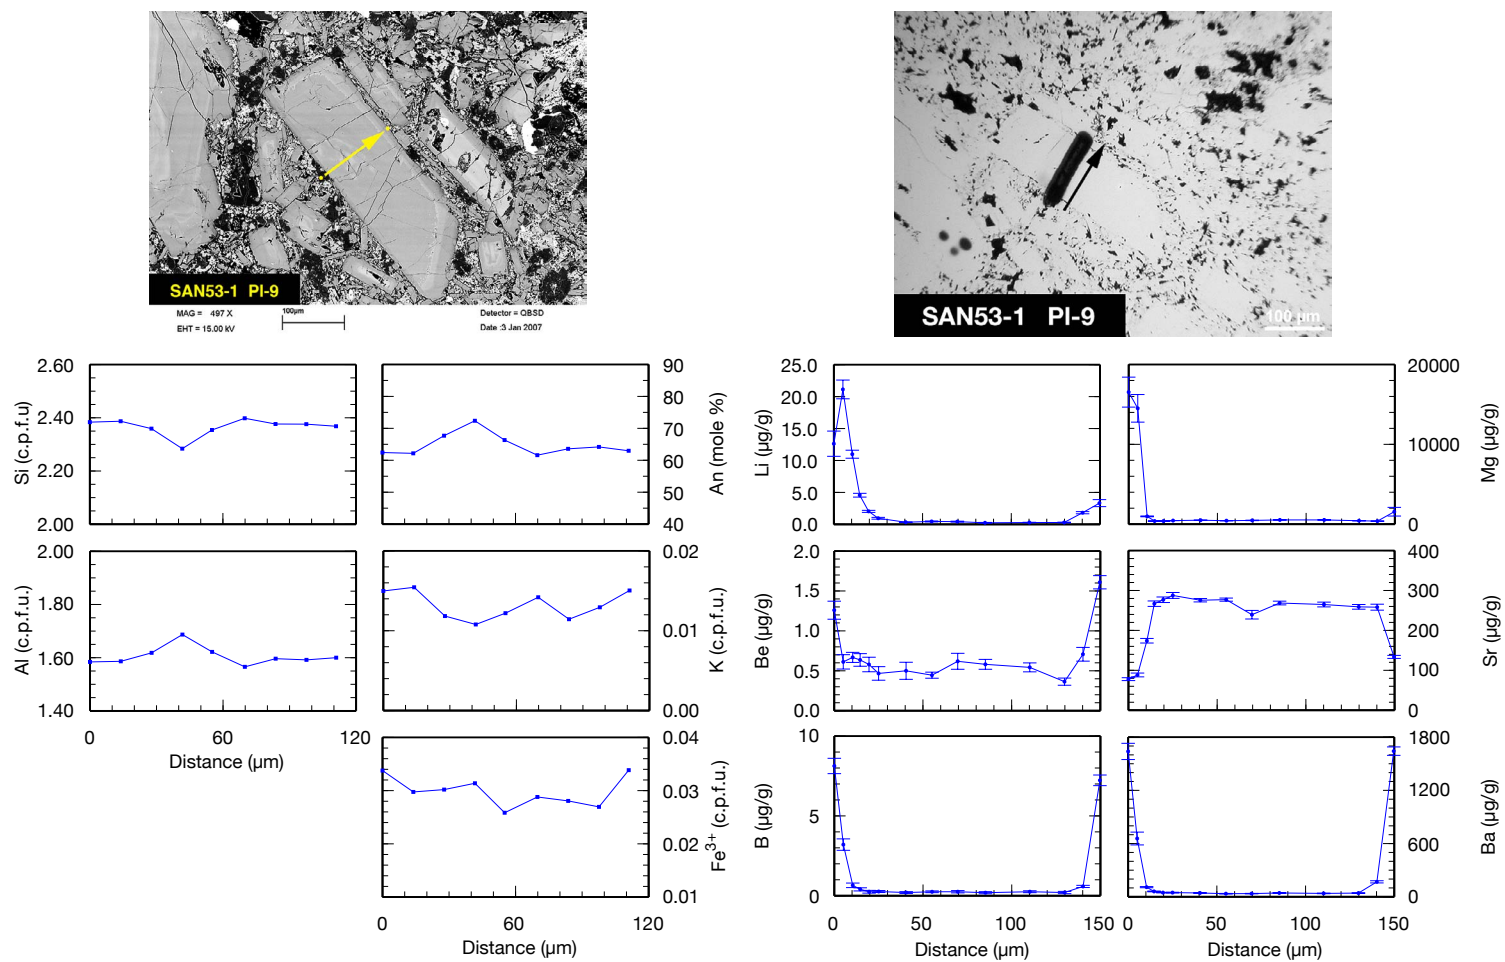 SAN53-1 PI-9
MAG = 497 X
EHT = 15.00 kV
100µm
Detector = QBSD
Date :3 Jan 2007
SAN53-1 PI-9
100 µm
2.60
2.40
2.20
2.00
Si (c.p.f.u)
90
80
70
60
50
40
An (mole %)
2.00
1.80
1.60
1.40
Al (c.p.f.u.)
0 60 120
Distance (µm)
0.02
0.01
0.00
K (c.p.f.u.)
0.04
0.03
0.02
0.01
Fe3+ (c.p.f.u.)
0 60 120
Distance (µm)
25.0
20.0
15.0
10.0
5.0
0.0
Li (µg/g)
20000
10000
0
Mg (µg/g)
2.0
1.5
1.0
0.5
0.0
Be (µg/g)
400
300
200
100
0
Sr (µg/g)
10
5
0
B (µg/g)
0 50 100 150
Distance (µm)
1800
1200
600
0
Ba (µg/g)
0 50 100 150
Distance (µm)